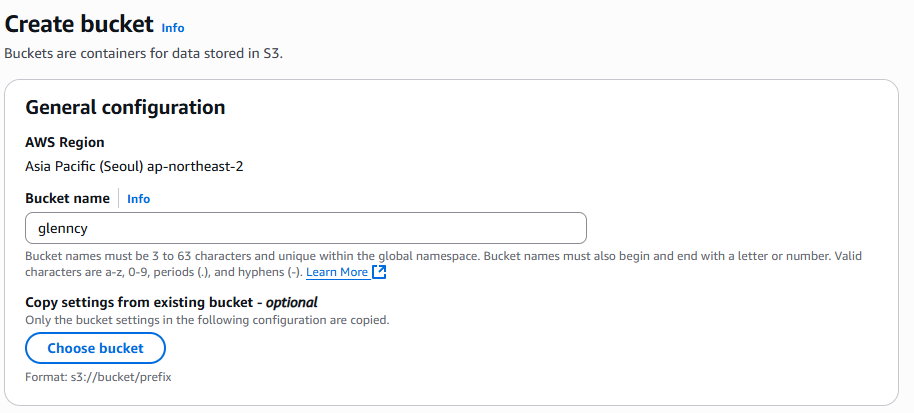 Create bucket Info
Buckets are containers for data stored in S3.
General configuration
AWS Region
Asia Pacific (Seoul) ap-northeast-2
Bucket name Info
glenncy
Bucket names must be 3 to 63 characters and unique within the global namespace. Bucket names must also begin and end with a letter or number. Valid
characters are a-z, 0-9, periods (.), and hyphens (-). Learn More
Copy settings from existing bucket - optional
Only the bucket settings in the following configuration are copied.
Choose bucket
Format: s3://bucket/prefix